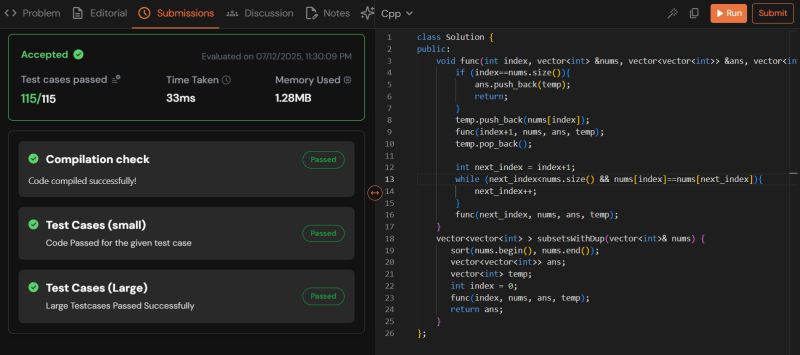 <> Problem Editorial Submissions Discussion Notes
Cpp Run Submit
Accepted
Evaluated on 07/12/2025, 11:30:09 PM
Test cases passed Time Taken Memory Used
115/115 33ms 1.28MB
Compilation check Passed
Code compiled successfully!
Test Cases (small) Passed
Code Passed for the given test case
Test Cases (Large) Passed
Large Testcases Passed Successfully
1 class Solution {
2 public:
3 void func(int index, vector<int> &nums, vector<vector<int>> &ans, vector<in
4 if (index==nums.size()){
5 ans.push_back(temp);
6 return;
7 }
8 temp.push_back(nums[index]);
9 func(index+1, nums, ans, temp);
10 temp.pop_back();
11
12 int next_index = index+1;
13 while (next_index<nums.size() && nums[index]==nums[next_index]){
14 next_index++;
15 }
16 func(next_index, nums, ans, temp);
17 }
18 vector<vector<int> > subsetsWithDup(vector<int>& nums) {
19 sort(nums.begin(), nums.end());
20 vector<vector<int>> ans;
21 vector<int> temp;
22 int index = 0;
23 func(index, nums, ans, temp);
24 return ans;
25 }
26 };